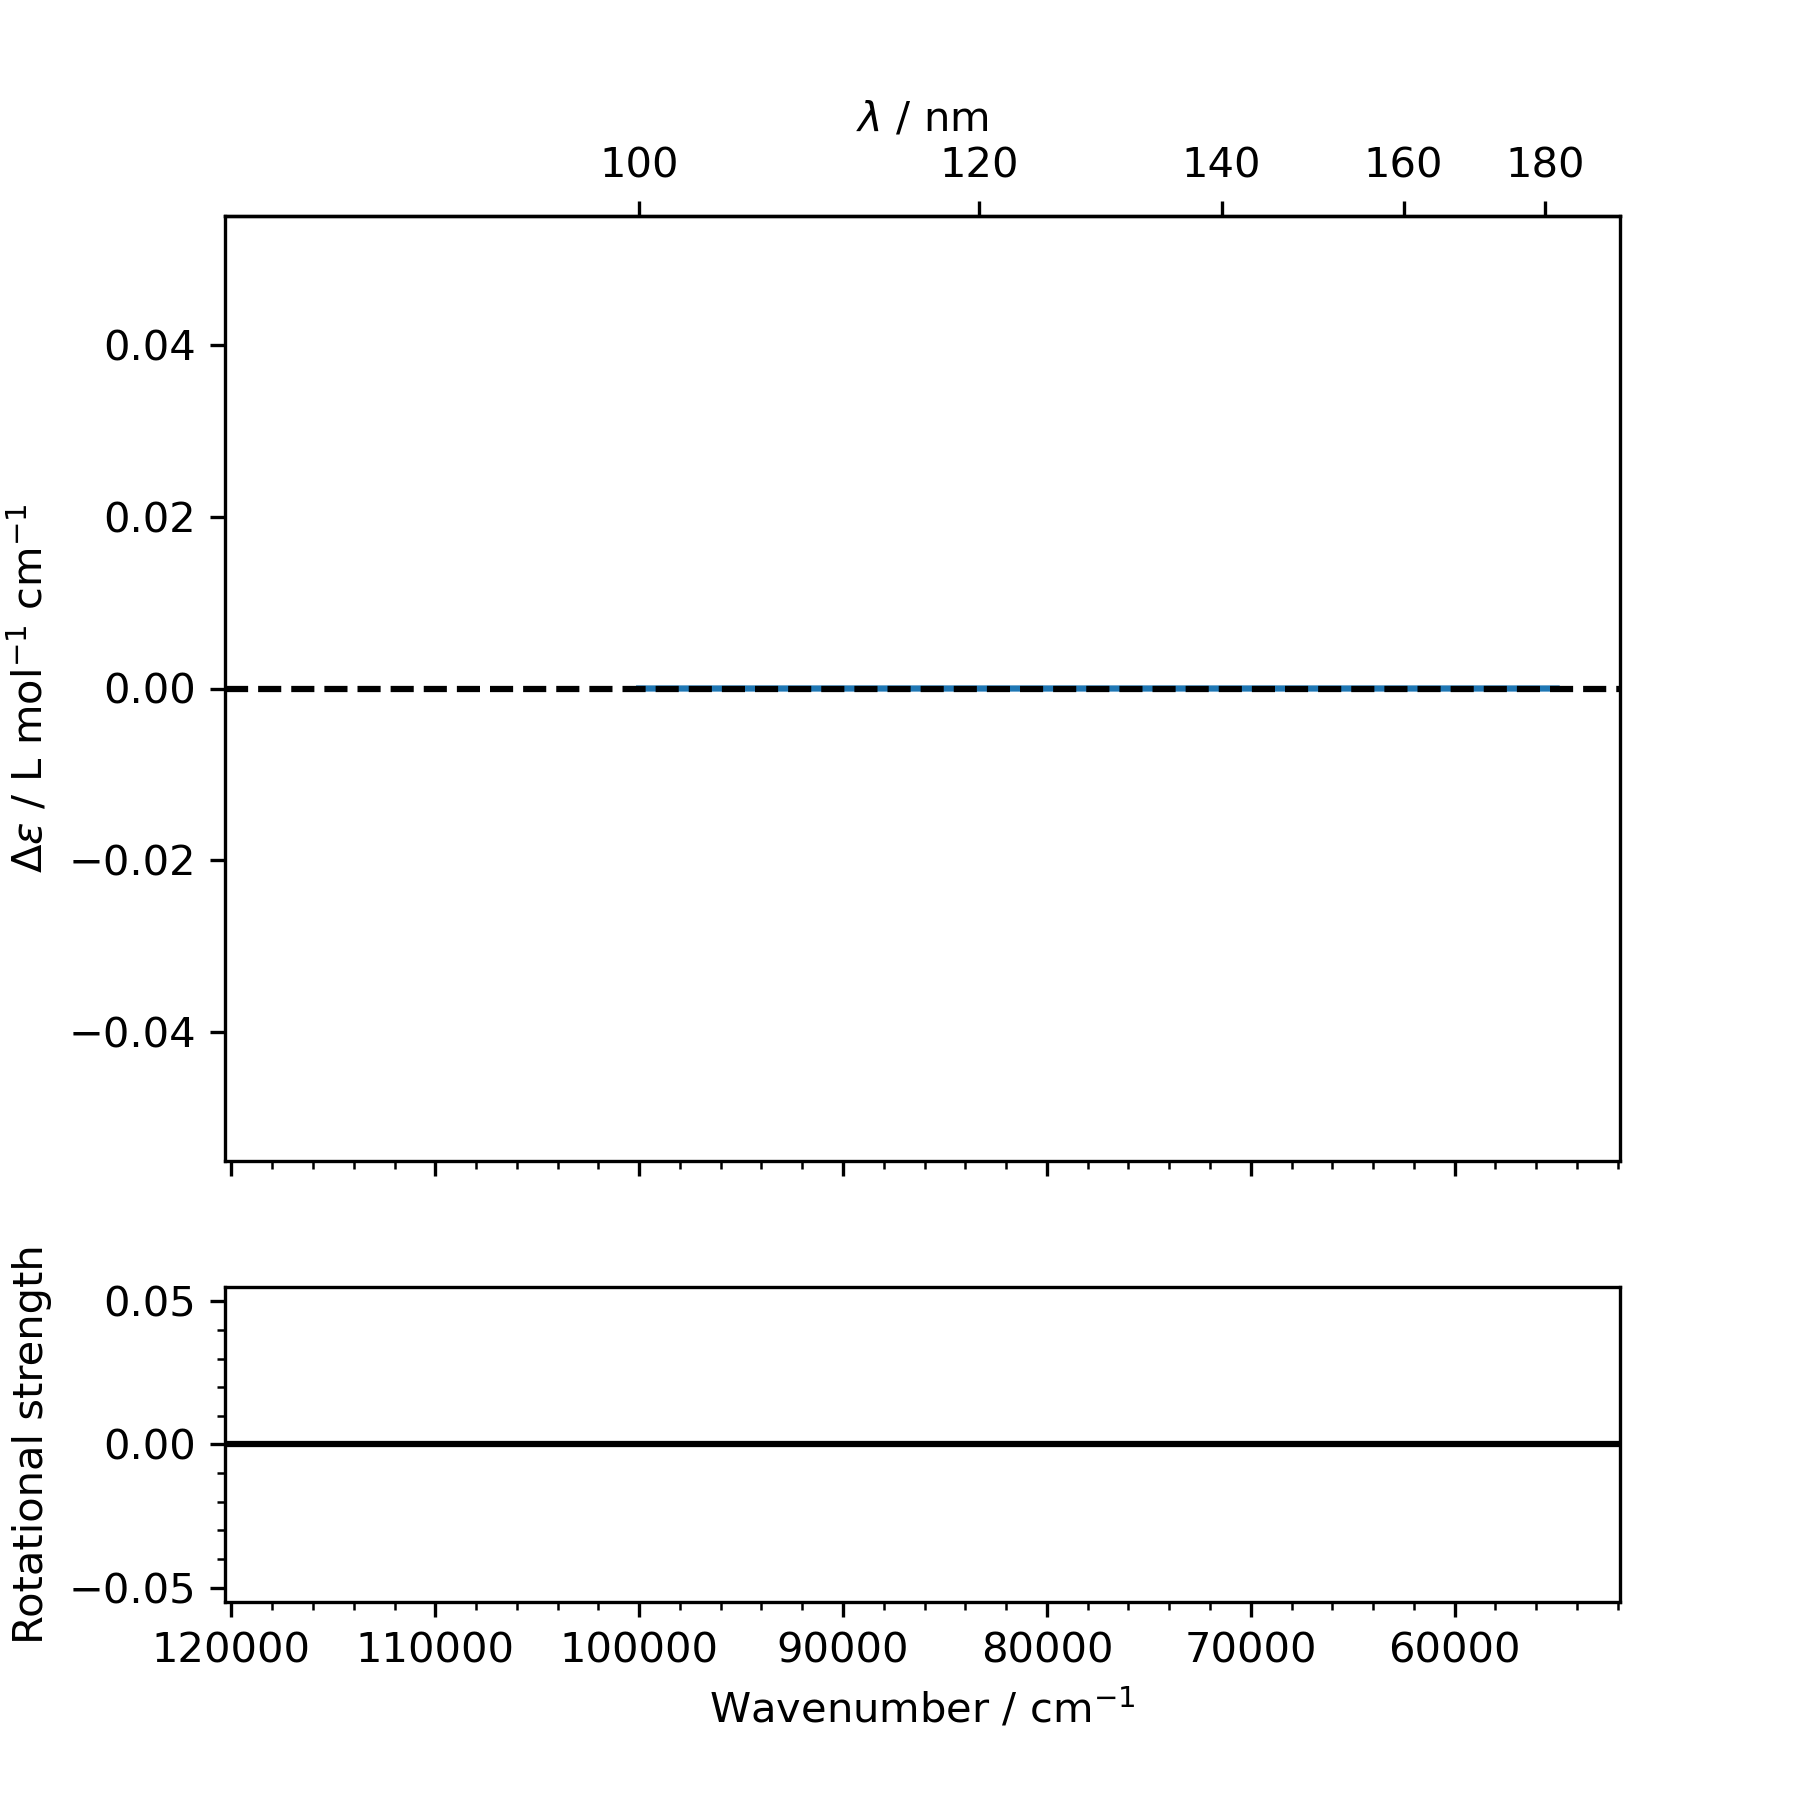 λ / nm
100 120 140 160 180
0.04
0.02
0.00
−0.02
−0.04
Δε / L mol⁻¹ cm⁻¹
0.05
0.00
−0.05
Rotational strength
120000 110000 100000 90000 80000 70000 60000
Wavenumber / cm⁻¹